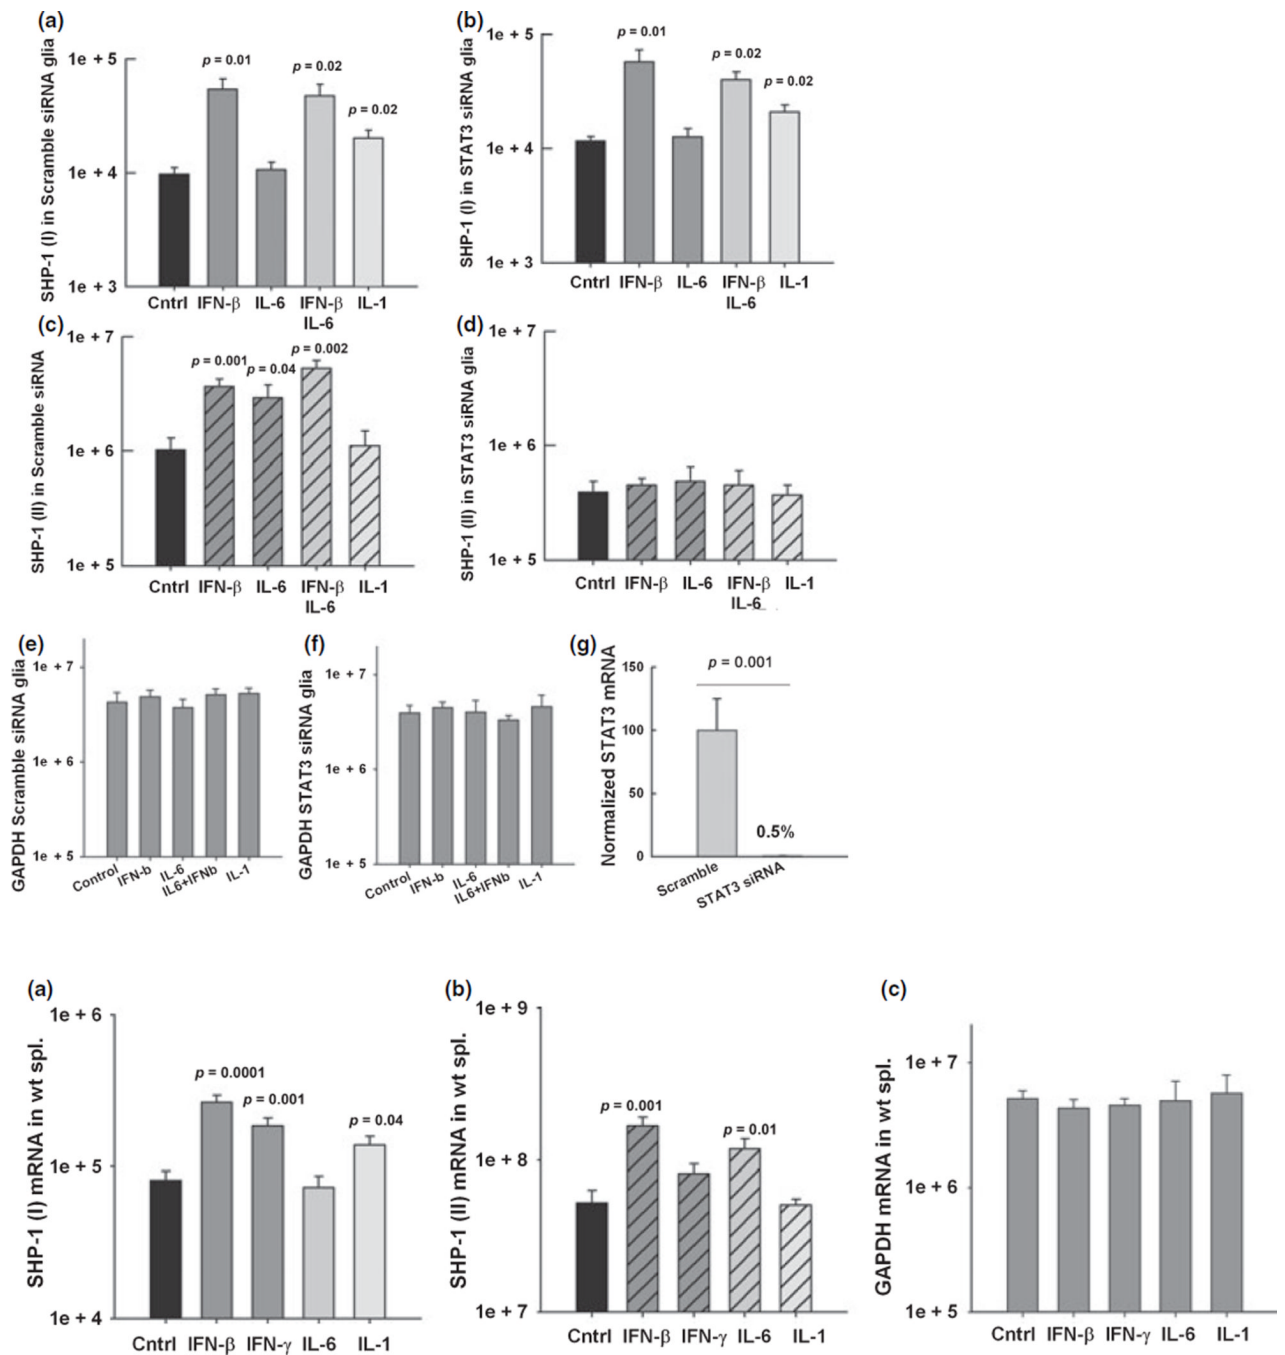 (a)
SHP-1 (I) in Scramble siRNA glia
1e + 5
1e + 4
1e + 3
p = 0.01
p = 0.02
p = 0.02
Cntrl IFN-β IL-6 IFN-β IL-1
IL-6
(b)
SHP-1 (I) in STAT3 siRNA glia
1e + 5
1e + 4
1e + 3
p = 0.01
p = 0.02
p = 0.02
Cntrl IFN-β IL-6 IFN-β IL-1
IL-6
(c)
SHP-1 (II) in Scramble siRNA
1e + 7
1e + 6
1e + 5
p = 0.001
p = 0.04
p = 0.002
Cntrl IFN-β IL-6 IFN-β IL-1
IL-6
(d)
SHP-1 (II) in STAT3 siRNA glia
1e + 7
1e + 6
1e + 5
Cntrl IFN-β IL-6 IFN-β IL-1
IL-6
(e)
GAPDH Scramble siRNA glia
1e + 7
1e + 6
1e + 5
Control IFN-b IL-6 IL6+IFNb IL-1
(f)
GAPDH STAT3 siRNA glia
1e + 7
1e + 6
1e + 5
Control IFN-b IL-6 IL6+IFNb IL-1
(g)
Normalized STAT3 mRNA
150
100
50
0
p = 0.001
0.5%
Scramble STAT3 siRNA
(a)
SHP-1 (I) mRNA in wt spl.
1e + 6
1e + 5
1e + 4
p = 0.0001
p = 0.001
p = 0.04
Cntrl IFN-β IFN-γ IL-6 IL-1
(b)
SHP-1 (II) mRNA in wt spl.
1e + 9
1e + 8
1e + 7
p = 0.001
p = 0.01
Cntrl IFN-β IFN-γ IL-6 IL-1
(c)
GAPDH mRNA in wt spl.
1e + 7
1e + 6
1e + 5
Cntrl IFN-β IFN-γ IL-6 IL-1